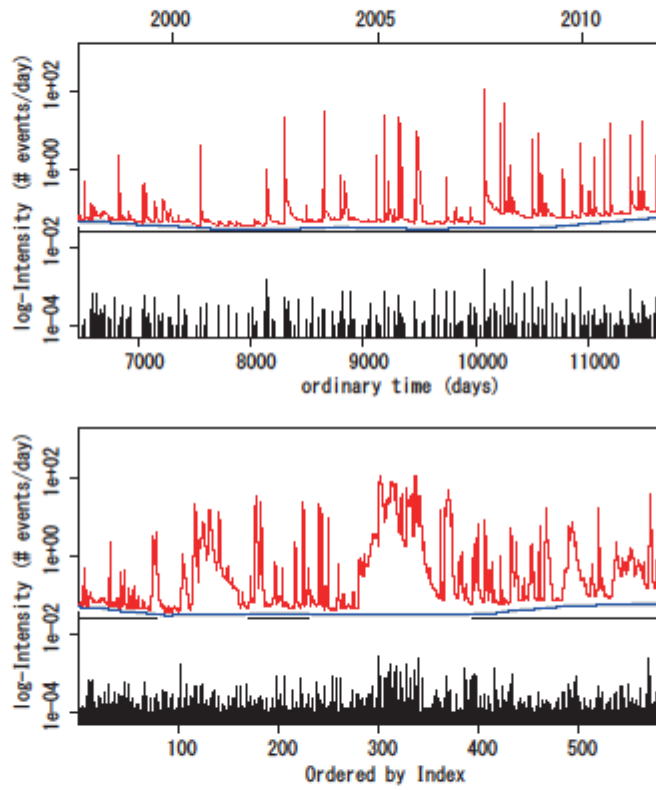 2000 2005 2010
log-Intensity (# events/day)
1e+02
1e+00
1e-02
1e-04
7000 8000 9000 10000 11000
ordinary time (days)
log-Intensity (# events/day)
1e+02
1e+00
1e-02
1e-04
100 200 300 400 500
Ordered by Index